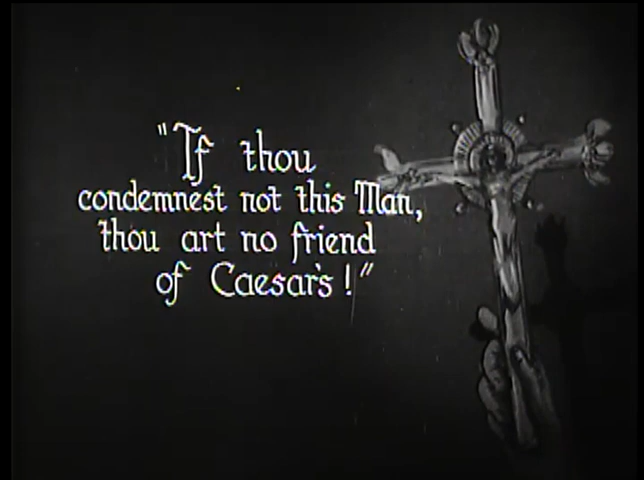 "If thou
condemnest not this Man,
thou art no friend
of Caesar's!"